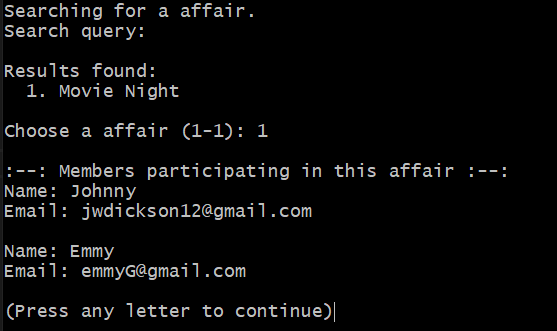 Searching for a affair.
Search query:
Results found:
1. Movie Night
Choose a affair (1-1): 1
:--: Members participating in this affair :--:
Name: Johnny
Email: jwdickson12@gmail.com
Name: Emmy
Email: emmyG@gmail.com
(Press any letter to continue)